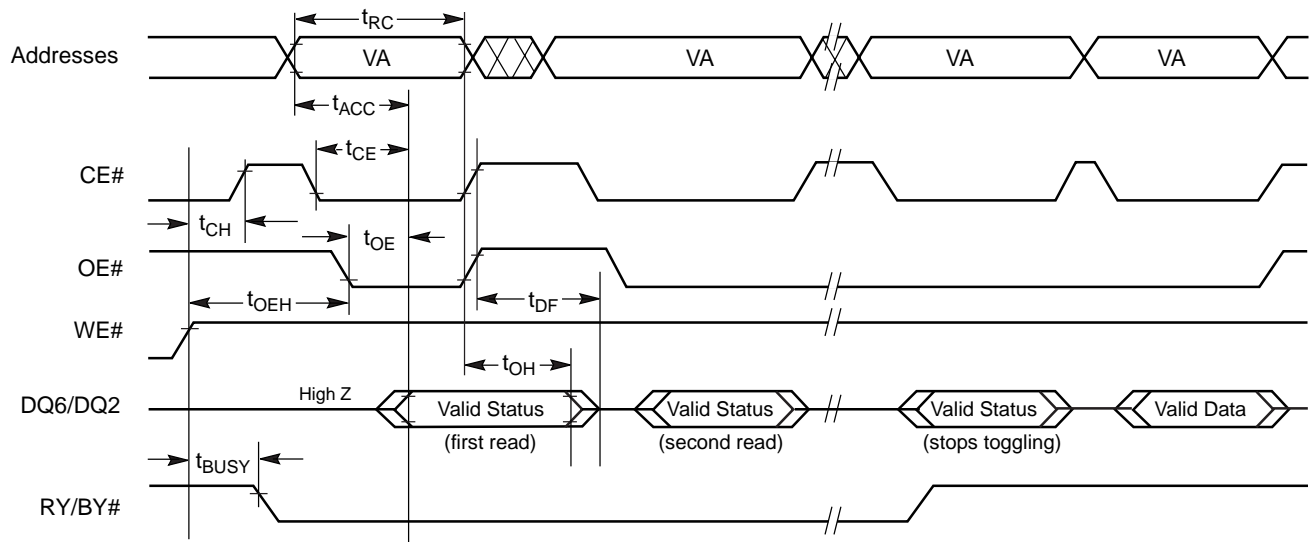 tRC
Addresses VA VA VA VA
tACC
tCE
CE#
tCH
tOE
OE#
tOEH tDF
WE#
tOH
High Z
DQ6/DQ2 Valid Status Valid Status Valid Status Valid Data
(first read) (second read) (stops toggling)
tBUSY
RY/BY#